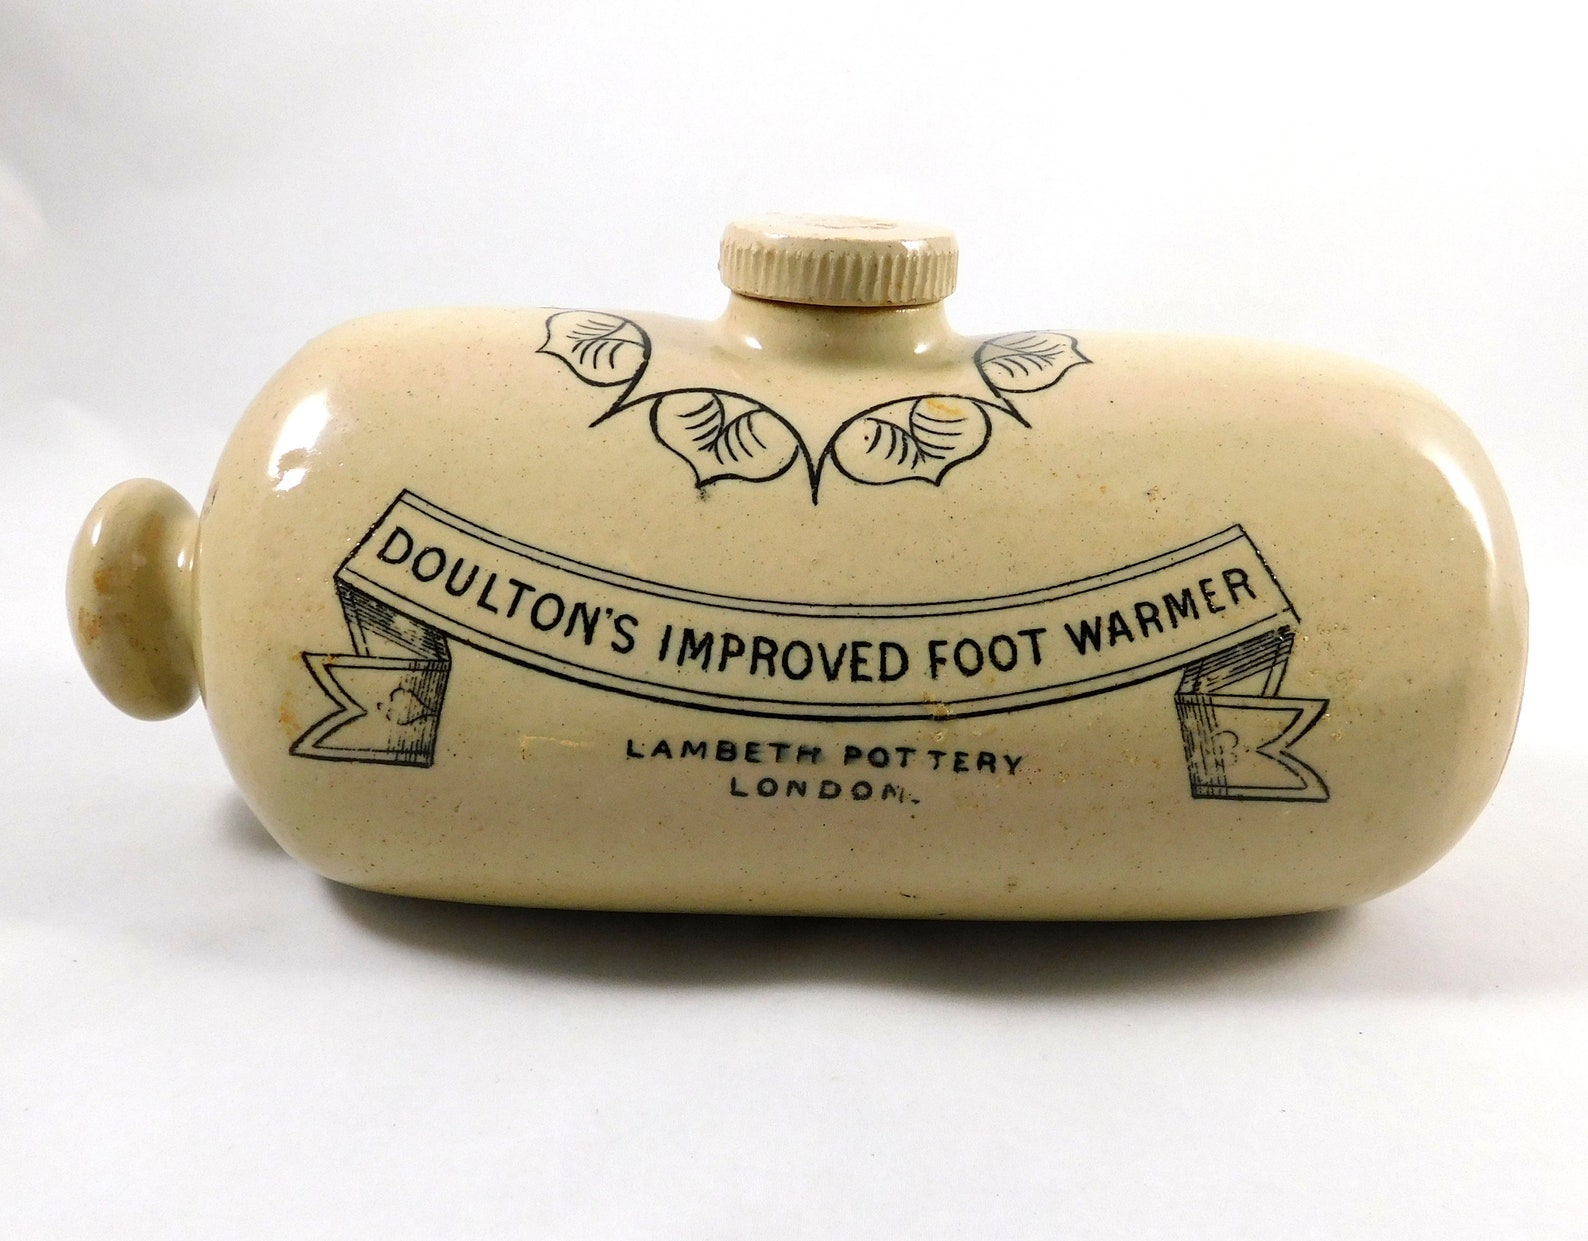 DOULTON'S IMPROVED FOOT WARMER
LAMBETH POTTERY
LONDON.